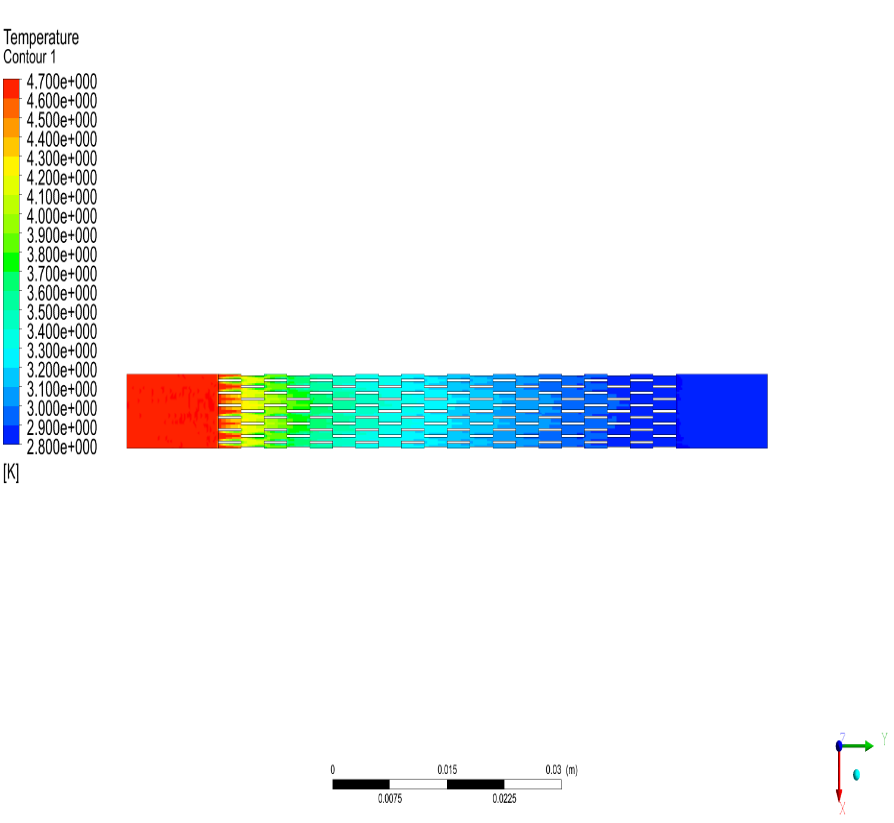 Temperature
Contour 1
4.700e+000
4.600e+000
4.500e+000
4.400e+000
4.300e+000
4.200e+000
4.100e+000
4.000e+000
3.900e+000
3.800e+000
3.700e+000
3.600e+000
3.500e+000
3.400e+000
3.300e+000
3.200e+000
3.100e+000
3.000e+000
2.900e+000
2.800e+000
[K]
0 0.015 0.03 (m)
0.0075 0.0225
Z
Y
X